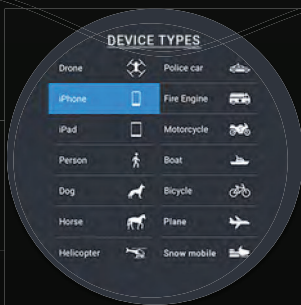 DEVICE TYPES
Drone Police car
iPhone Fire Engine
iPad Motorcycle
Person Boat
Dog Bicycle
Horse Plane
Helicopter Snow mobile